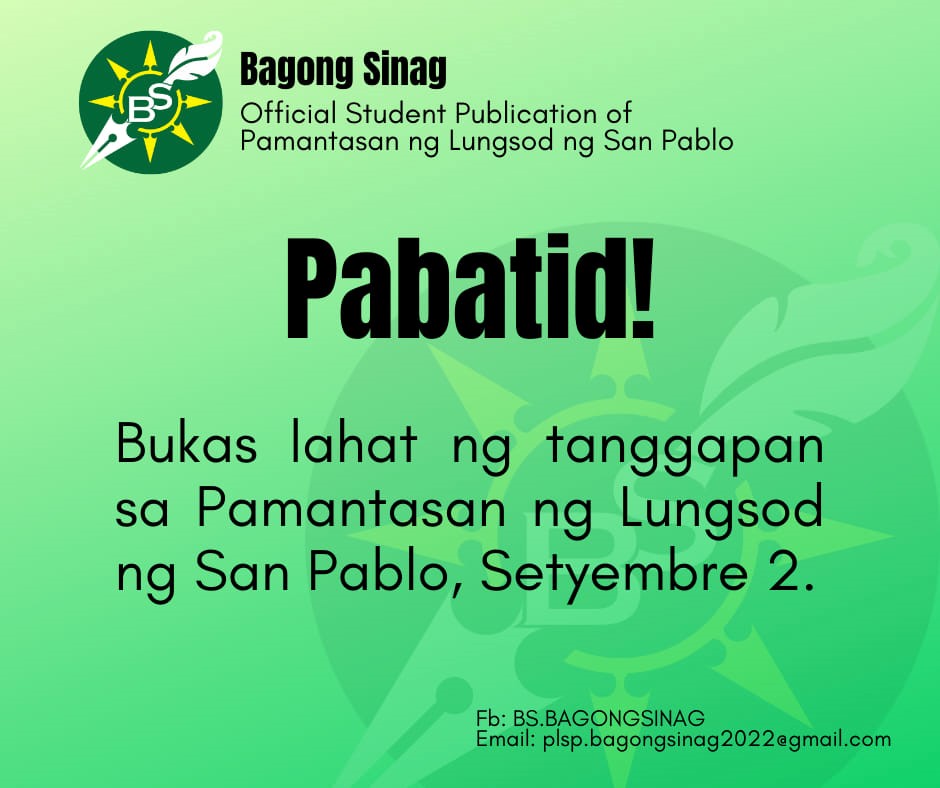 BS
Bagong Sinag
Official Student Publication of
Pamantasan ng Lungsod ng San Pablo
Pabatid!
Bukas lahat ng tanggapan
sa Pamantasan ng Lungsod
ng San Pablo, Setyembre 2.
BS
Fb: BS.BAGONGSINAG
Email: plsp.bagongsinag2022@gmail.com